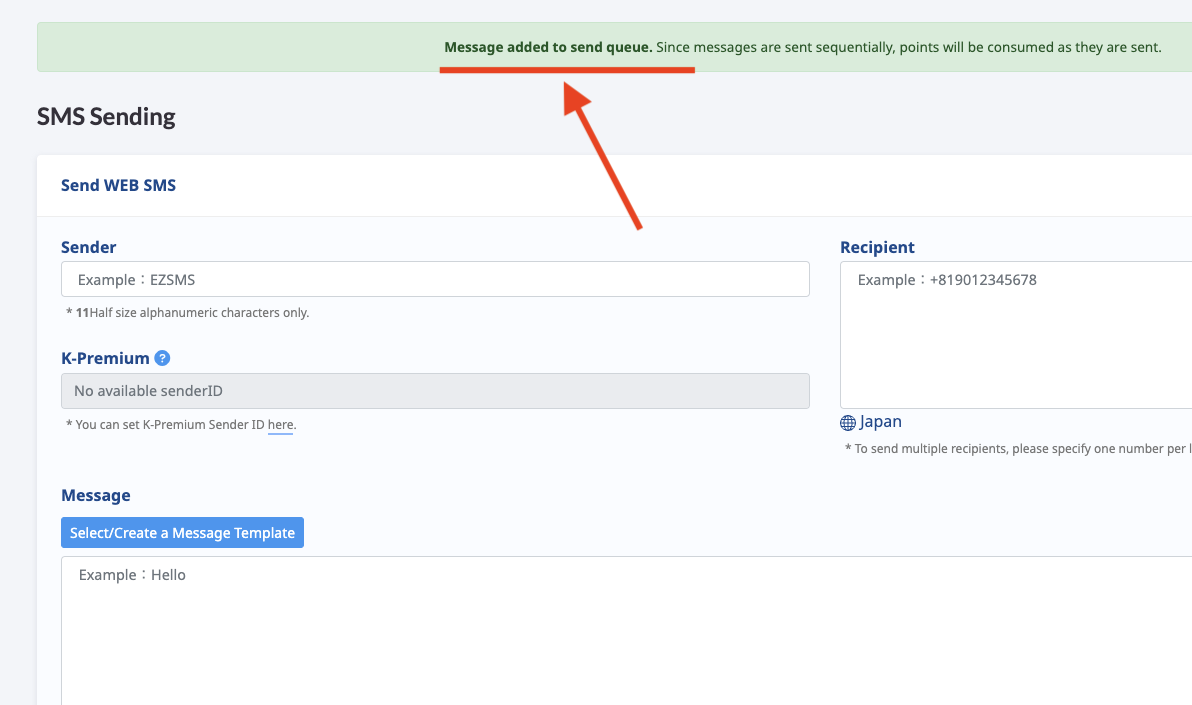 Message added to send queue. Since messages are sent sequentially, points will be consumed as they are sent.
SMS Sending
Send WEB SMS
Sender
Example：EZSMS
* 11Half size alphanumeric characters only.
K-Premium ?
No available senderID
* You can set K-Premium Sender ID here.
Recipient
Example：+819012345678
Japan
* To send multiple recipients, please specify one number per
Message
Select/Create a Message Template
Example：Hello